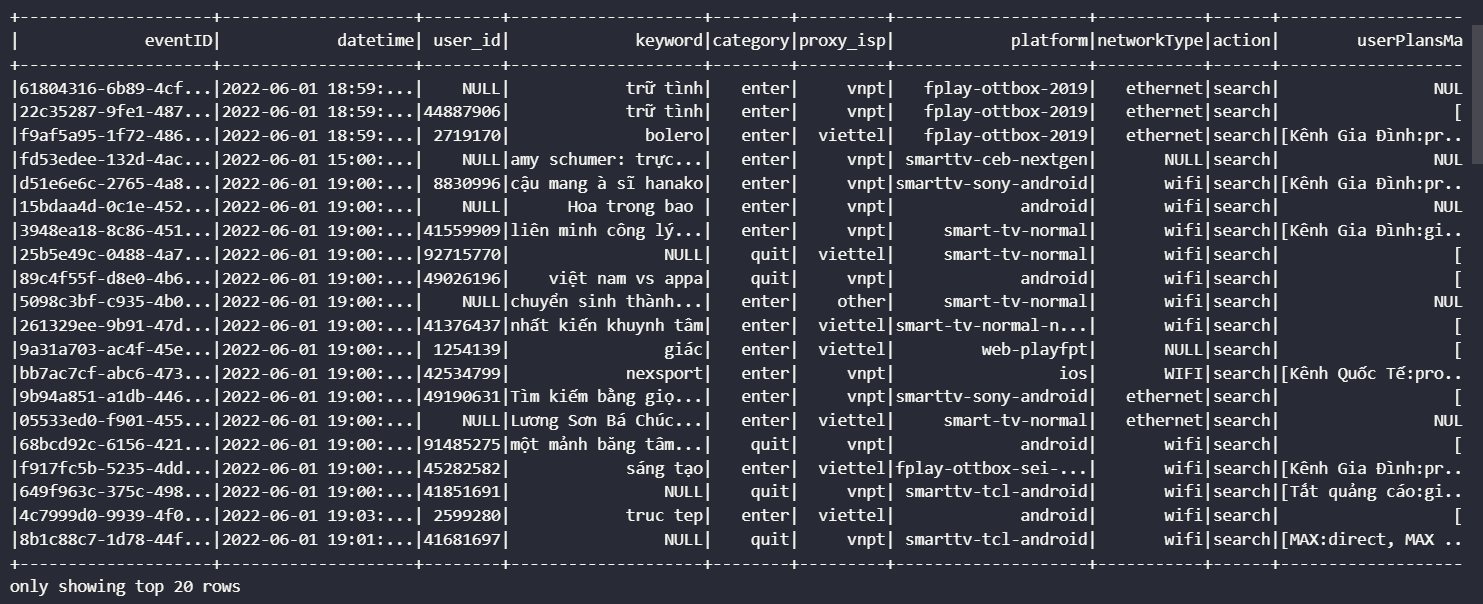 +--------------------+--------------------+--------+--------------------+--------+---------+--------------------+-----------+------+-------------------
|             eventID|            datetime| user_id|             keyword|category|proxy_isp|            platform|networkType|action|        userPlansMa
+--------------------+--------------------+--------+--------------------+--------+---------+--------------------+-----------+------+-------------------
|61804316-6b89-4cf...|2022-06-01 18:59:...|    NULL|            trữ tình|   enter|     vnpt|   fplay-ottbox-2019|   ethernet|search|                NUL
|22c35287-9fe1-487...|2022-06-01 18:59:...|44887906|            trữ tình|   enter|     vnpt|   fplay-ottbox-2019|   ethernet|search|                  [
|f9af5a95-1f72-486...|2022-06-01 18:59:...| 2719170|              bolero|   enter|  viettel|   fplay-ottbox-2019|   ethernet|search|[Kênh Gia Đình:pr..
|fd53edee-132d-4ac...|2022-06-01 15:00:...|    NULL|amy schumer: trực...|   enter|     vnpt| smarttv-ceb-nextgen|       NULL|search|                NUL
|d51e6e6c-2765-4a8...|2022-06-01 19:00:...| 8830996|cậu mang à sĩ hanako|   enter|     vnpt|smarttv-sony-android|       wifi|search|[Kênh Gia Đình:pr..
|15bdaa4d-0c1e-452...|2022-06-01 19:00:...|    NULL|      Hoa trong bao |   enter|     vnpt|             android|       wifi|search|                NUL
|3948ea18-8c86-451...|2022-06-01 19:00:...|41559909|liên minh công lý...|   enter|     vnpt|     smart-tv-normal|       wifi|search|[Kênh Gia Đình:gi..
|25b5e49c-0488-4a7...|2022-06-01 19:00:...|92715770|                NULL|    quit|  viettel|     smart-tv-normal|       wifi|search|                  [
|89c4f55f-d8e0-4b6...|2022-06-01 19:00:...|49026196|    việt nam vs appa|    quit|     vnpt|             android|       wifi|search|                  [
|5098c3bf-c935-4b0...|2022-06-01 19:00:...|    NULL|chuyển sinh thành...|   enter|    other|     smart-tv-normal|       wifi|search|                NUL
|261329ee-9b91-47d...|2022-06-01 19:00:...|41376437|nhất kiến khuynh tâm|   enter|  viettel|smart-tv-normal-n...|       wifi|search|                  [
|9a31a703-ac4f-45e...|2022-06-01 19:00:...| 1254139|                giác|   enter|  viettel|         web-playfpt|       NULL|search|                  [
|bb7ac7cf-abc6-473...|2022-06-01 19:00:...|42534799|            nexsport|   enter|     vnpt|                 ios|       WIFI|search|[Kênh Quốc Tế:pro..
|9b94a851-a1db-446...|2022-06-01 19:00:...|49190631|Tìm kiếm bằng giọ...|   enter|     vnpt|smarttv-sony-android|   ethernet|search|                  [
|05533ed0-f901-455...|2022-06-01 19:00:...|    NULL|Lương Sơn Bá Chúc...|   enter|  viettel|     smart-tv-normal|   ethernet|search|                NUL
|68bcd92c-6156-421...|2022-06-01 19:00:...|91485275|một mảnh băng tâm...|    quit|     vnpt|             android|       wifi|search|                  [
|f917fc5b-5235-4dd...|2022-06-01 19:00:...|45282582|            sáng tạo|   enter|  viettel|fplay-ottbox-sei-...|       wifi|search|[Kênh Gia Đình:pr..
|649f963c-375c-498...|2022-06-01 19:00:...|41851691|                NULL|    quit|     vnpt| smarttv-tcl-android|       wifi|search|[Tắt quảng cáo:gi..
|4c7999d0-9939-4f0...|2022-06-01 19:03:...| 2599280|            truc tep|   enter|  viettel|             android|       wifi|search|                  [
|8b1c88c7-1d78-44f...|2022-06-01 19:01:...|41681697|                NULL|    quit|     vnpt| smarttv-tcl-android|       wifi|search|[MAX:direct, MAX ..
+--------------------+--------------------+--------+--------------------+--------+---------+--------------------+-----------+------+-------------------
only showing top 20 rows